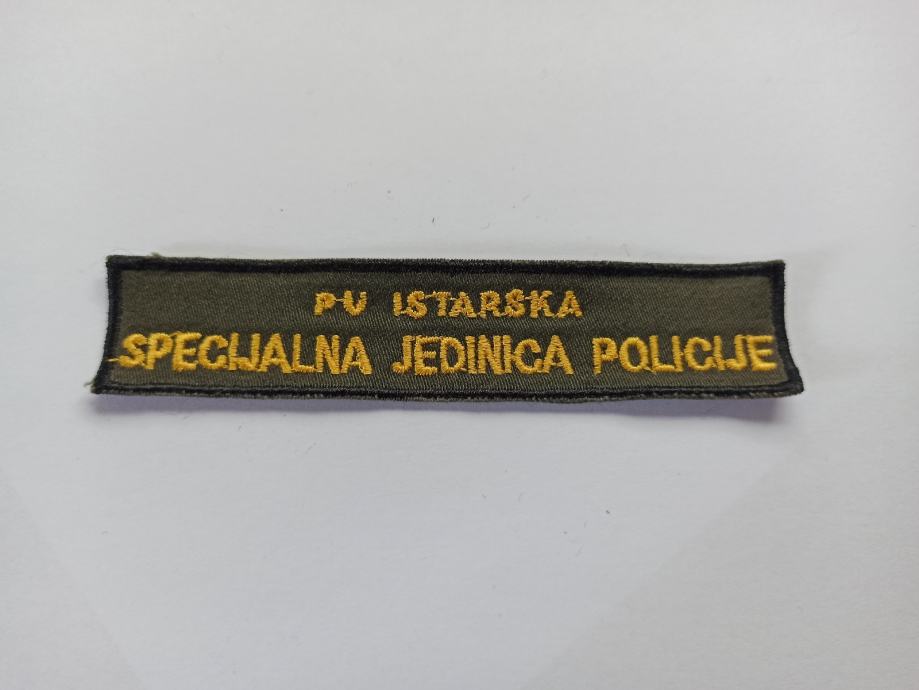 PU ISTARSKA
SPECIJALNA JEDINICA POLICIJE